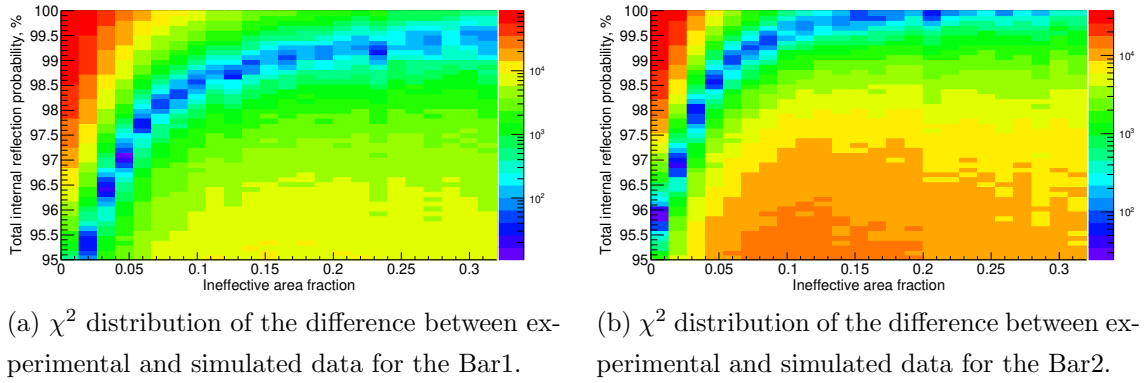 Total internal reflection probability, %
100
99.5
99
98.5
98
97.5
97
96.5
96
95.5
95
0 0.05 0.1 0.15 0.2 0.25 0.3
Ineffective area fraction
10⁴
10³
10²
(a) χ² distribution of the difference between ex-
perimental and simulated data for the Bar1.
Total internal reflection probability, %
100
99.5
99
98.5
98
97.5
97
96.5
96
95.5
95
0 0.05 0.1 0.15 0.2 0.25 0.3
Ineffective area fraction
10⁴
10³
10²
(b) χ² distribution of the difference between ex-
perimental and simulated data for the Bar2.